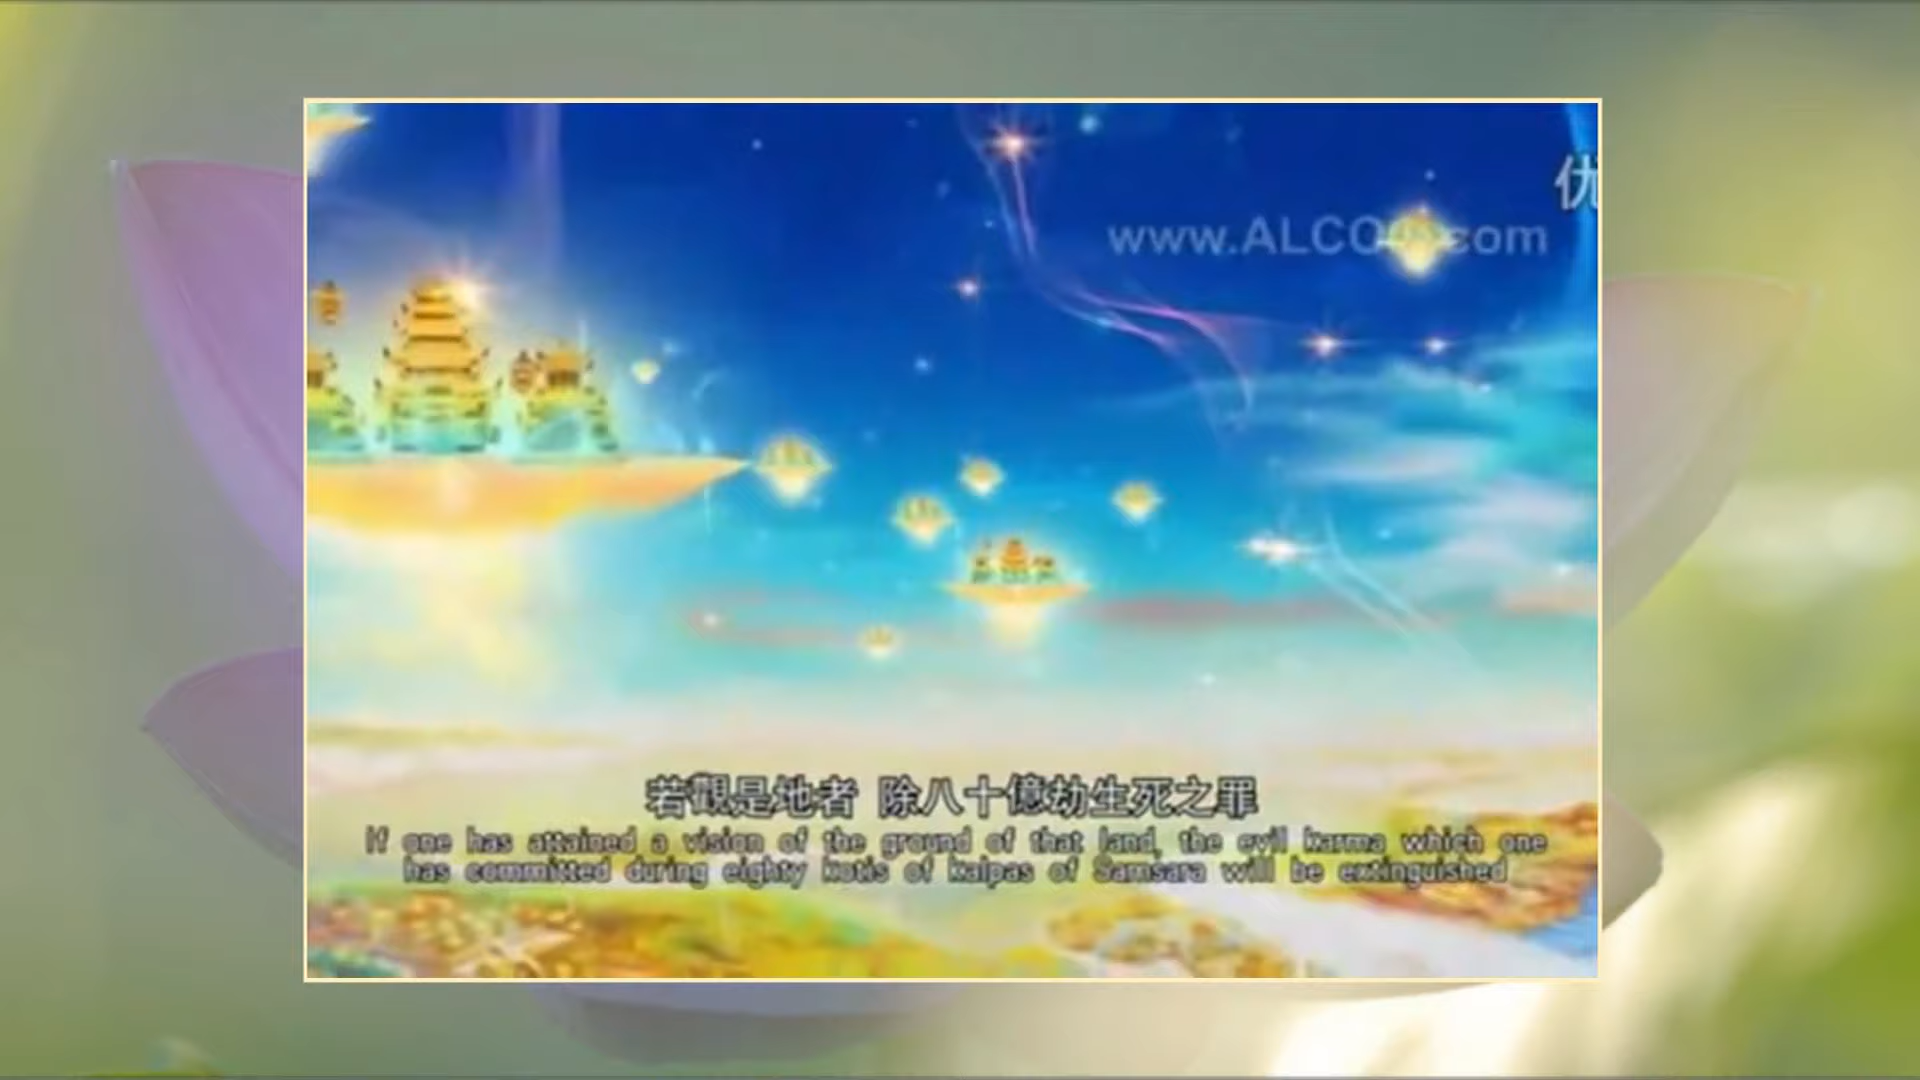 优
www.ALCO
.com
若觀是地者 除八十億劫生死之罪
If one has attained a vision of the ground of that land, the evil karma which one
has committed during eighty kotis of kalpas of Samsara will be extinguished